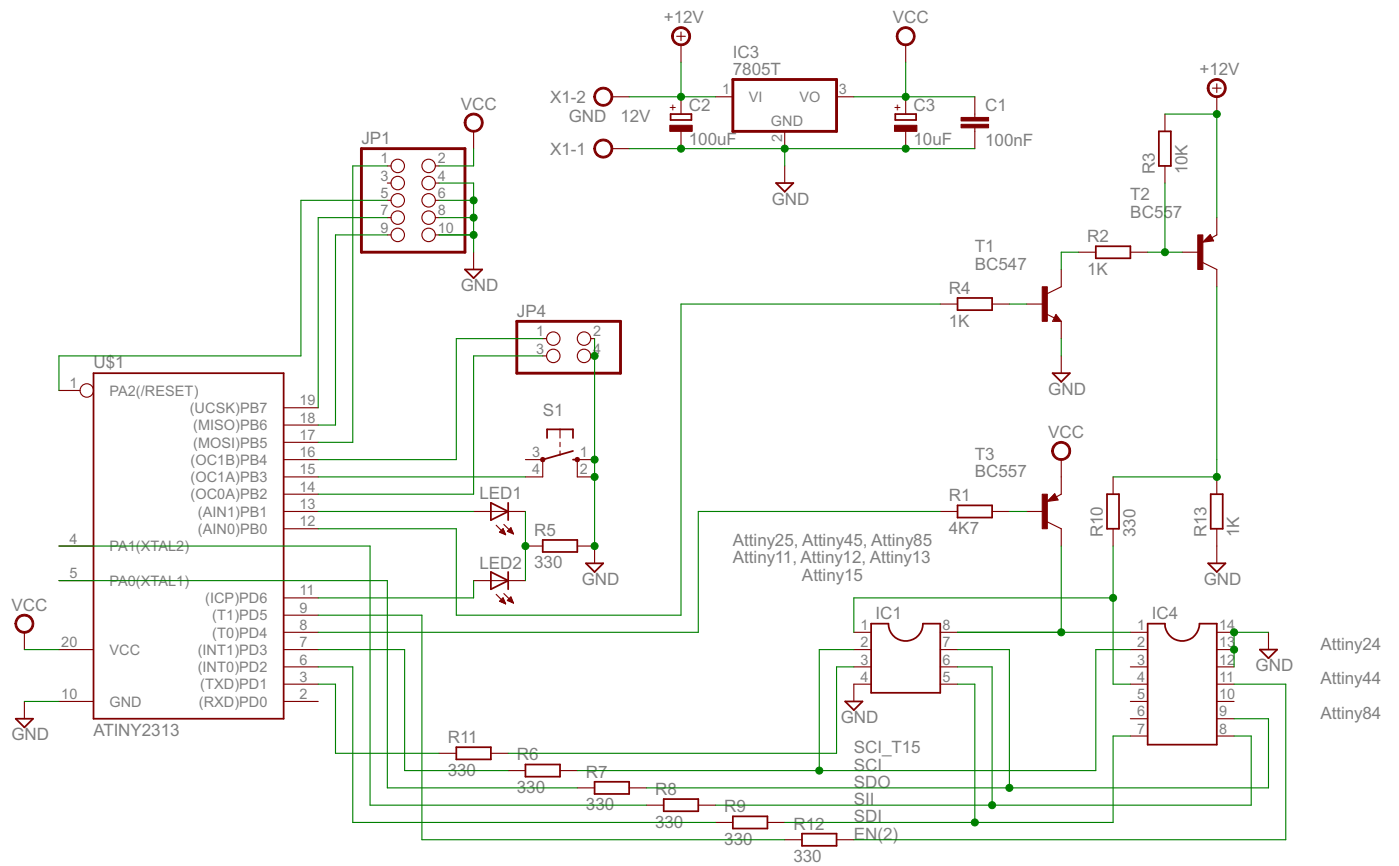 +12V
VCC
IC3
7805T
+12V
X1-2
GND
12V
1
VI
VO
3
GND
2
C2
100uF
C3
10uF
C1
100nF
X1-1
GND
VCC
JP1
1
2
3
4
5
6
7
8
9
10
GND
R3
10K
T2
BC557
T1
BC547
R2
1K
R4
1K
GND
JP4
1
2
3
4
S1
3
1
4
2
U$1
1
PA2(/RESET)
(UCSK)PB7
19
(MISO)PB6
18
(MOSI)PB5
17
(OC1B)PB4
16
(OC1A)PB3
15
(OC0A)PB2
14
(AIN1)PB1
13
(AIN0)PB0
12
4
PA1(XTAL2)
5
PA0(XTAL1)
(ICP)PD6
11
(T1)PD5
9
(T0)PD4
8
(INT1)PD3
7
(INT0)PD2
6
(TXD)PD1
3
(RXD)PD0
2
VCC
20
VCC
10
GND
GND
ATINY2313
LED1
LED2
R5
330
GND
VCC
T3
BC557
R1
4K7
R10
330
R13
1K
GND
Attiny25, Attiny45, Attiny85
Attiny11, Attiny12, Attiny13
Attiny15
IC1
1
8
2
7
3
6
4
5
GND
IC4
1
14
2
13
3
12
4
11
5
10
6
9
7
8
GND
Attiny24
Attiny44
Attiny84
R11
330
R6
330
R7
330
R8
330
R9
330
R12
330
SCI_T15
SCI
SDO
SII
SDI
EN(2)